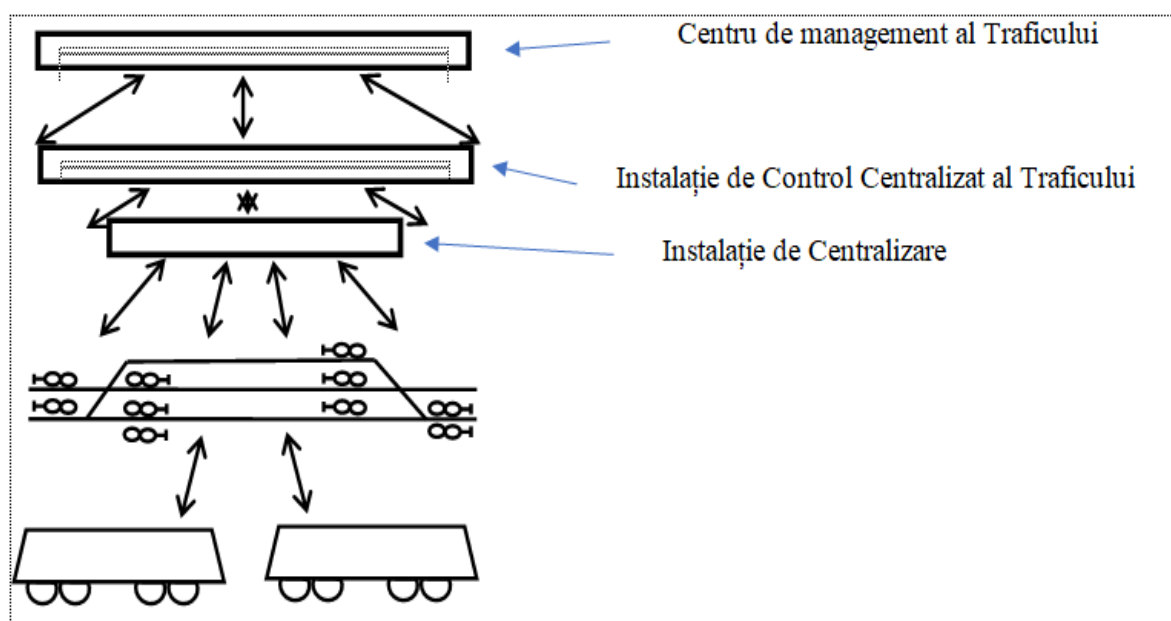 Centru de management al Traficului
Instalație de Control Centralizat al Traficului
Instalație de Centralizare